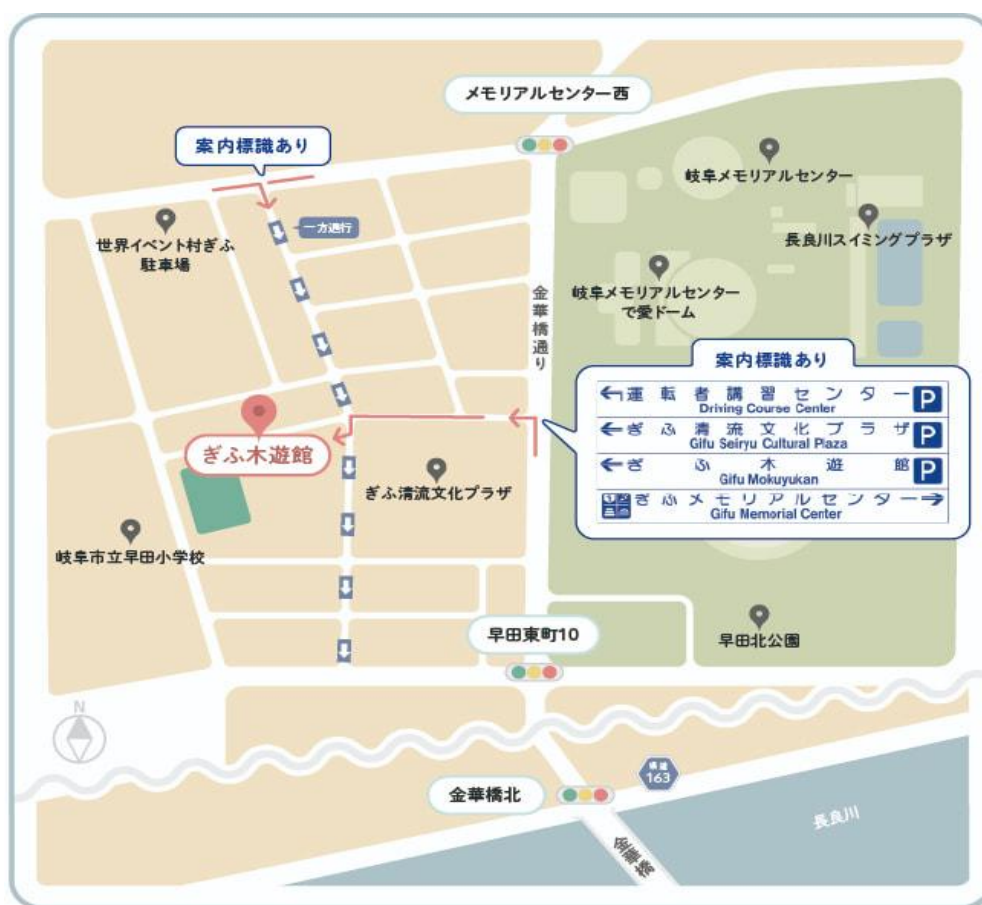 メモリアルセンター西
案内標識あり
岐阜メモリアルセンター
一方通行
世界イベント村ぎふ
駐車場
長良川スイミングプラザ
岐阜メモリアルセンター
で愛ドーム
金華橋通り
案内標識あり
運転者講習センター P
Driving Course Center
ぎふ清流文化プラザ P
Gifu Seiryu Cultural Plaza
ぎふ木遊館 P
Gifu Mokuyukan
ぎふメモリアルセンター
Gifu Memorial Center
ぎふ木遊館
ぎふ清流文化プラザ
岐阜市立早田小学校
早田東町10
早田北公園
N
県道
163
金華橋北
長良川
金華橋